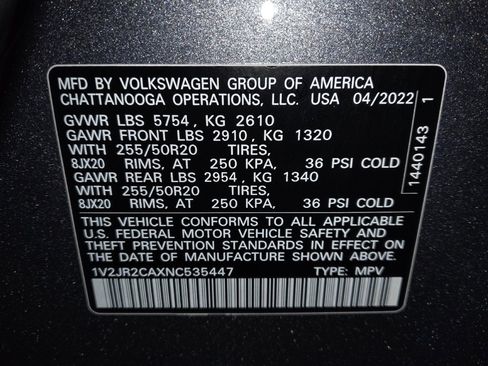 MFD BY VOLKSWAGEN GROUP OF AMERICA
CHATTANOOGA OPERATIONS, LLC. USA 04/2022
GVWR LBS 5754, KG 2610
GAWR FRONT LBS 2910, KG 1320
WITH 255/50R20 TIRES,
8JX20 RIMS, AT 250 KPA, 36 PSI COLD
GAWR REAR LBS 2954, KG 1340
WITH 255/50R20 TIRES,
8JX20 RIMS, AT 250 KPA, 36 PSI COLD
THIS VEHICLE CONFORMS TO ALL APPLICABLE
U.S. FEDERAL MOTOR VEHICLE SAFETY AND
THEFT PREVENTION STANDARDS IN EFFECT ON THE
DATE OF MANUFACTURE SHOWN ABOVE.
1V2JR2CAXNC535447 TYPE: MPV
1440143 1